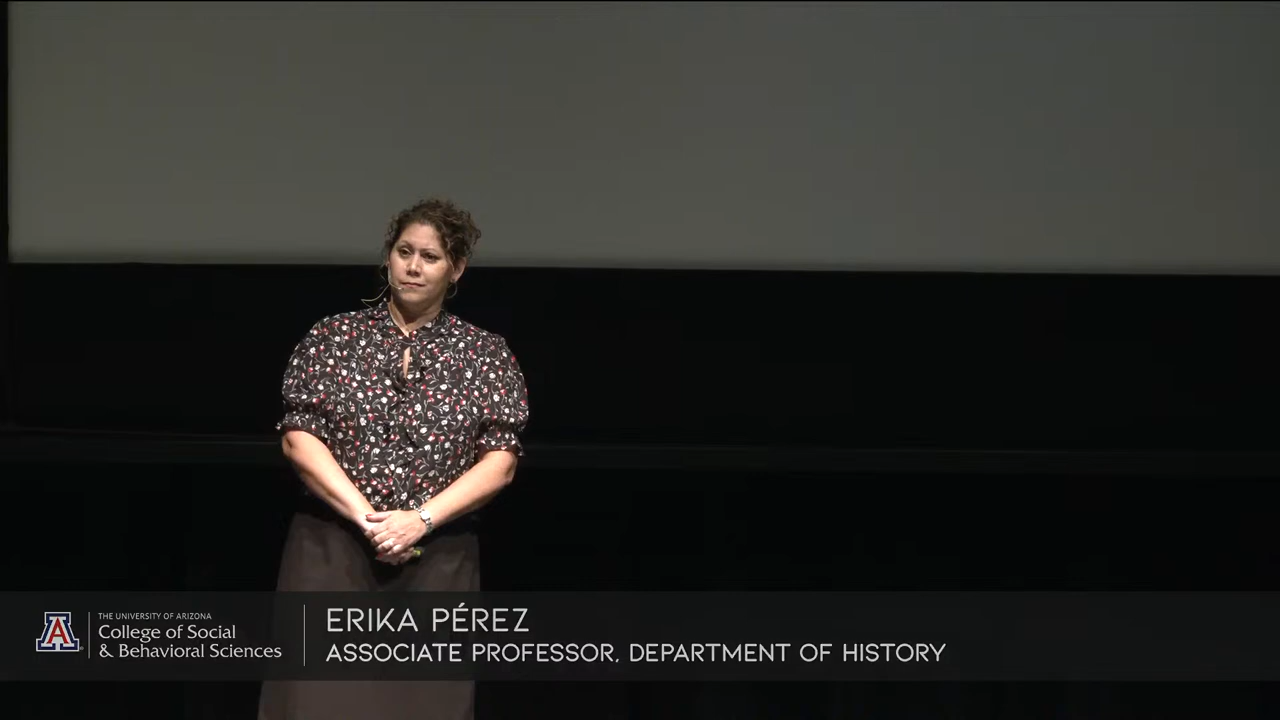 THE UNIVERSITY OF ARIZONA
College of Social
& Behavioral Sciences
ERIKA PÉREZ
ASSOCIATE PROFESSOR, DEPARTMENT OF HISTORY
A